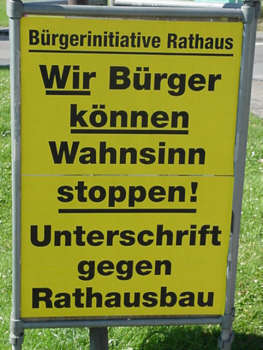 Bürgerinitiative Rathaus
Wir Bürger
können
Wahnsinn
stoppen!
Unterschrift
gegen
Rathausbau